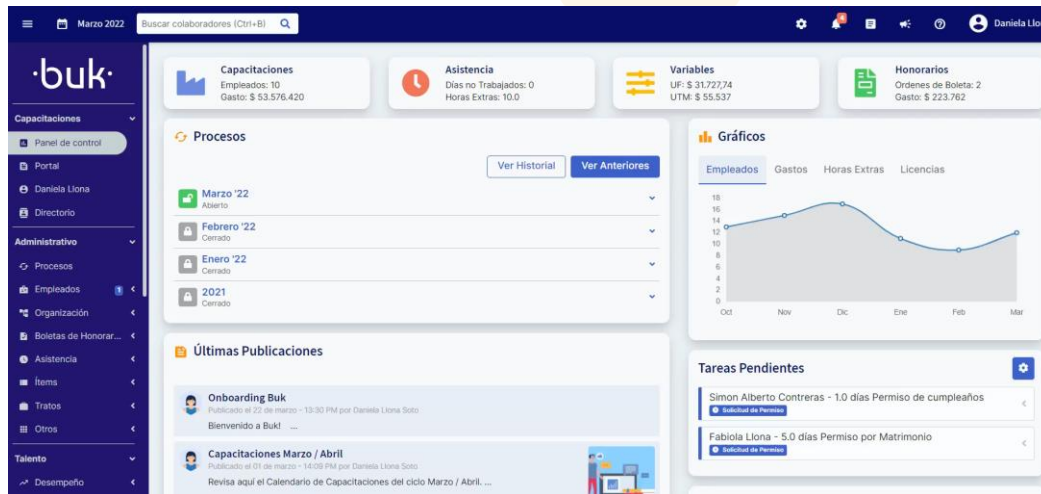 Marzo 2022
Buscar colaboradores (Ctrl+B)
4
Daniela Llon
·buk·
Capacitaciones
Panel de control
Portal
Daniela Llona
Directorio
Administrativo
Procesos
Empleados 1
Organización
Boletas de Honorar...
Asistencia
Ítems
Tratos
Otros
Talento
Desempeño
Capacitaciones
Empleados: 10
Gasto: $ 53.576.420
Asistencia
Días no Trabajados: 0
Horas Extras: 10.0
Variables
UF: $ 31.727,74
UTM: $ 55.537
Honorarios
Ordenes de Boleta: 2
Gasto: $ 223.762
Procesos
Ver Historial Ver Anteriores
Marzo '22
Abierto
Febrero '22
Cerrado
Enero '22
Cerrado
2021
Cerrado
Últimas Publicaciones
Onboarding Buk
Publicado el 22 de marzo - 13:30 PM por Daniela Llona Soto
Bienvenido a Buk! ...
Capacitaciones Marzo / Abril
Publicado el 01 de marzo - 14:09 PM por Daniela Llona Soto
Revisa aquí el Calendario de Capacitaciones del ciclo Marzo / Abril. ...
Gráficos
Empleados Gastos Horas Extras Licencias
18
16
14
12
10
8
6
4
2
0
Oct Nov Dic Ene Feb Mar
Tareas Pendientes
Simon Alberto Contreras - 1.0 días Permiso de cumpleaños
Solicitud de Permiso
Fabiola Llona - 5.0 días Permiso por Matrimonio
Solicitud de Permiso